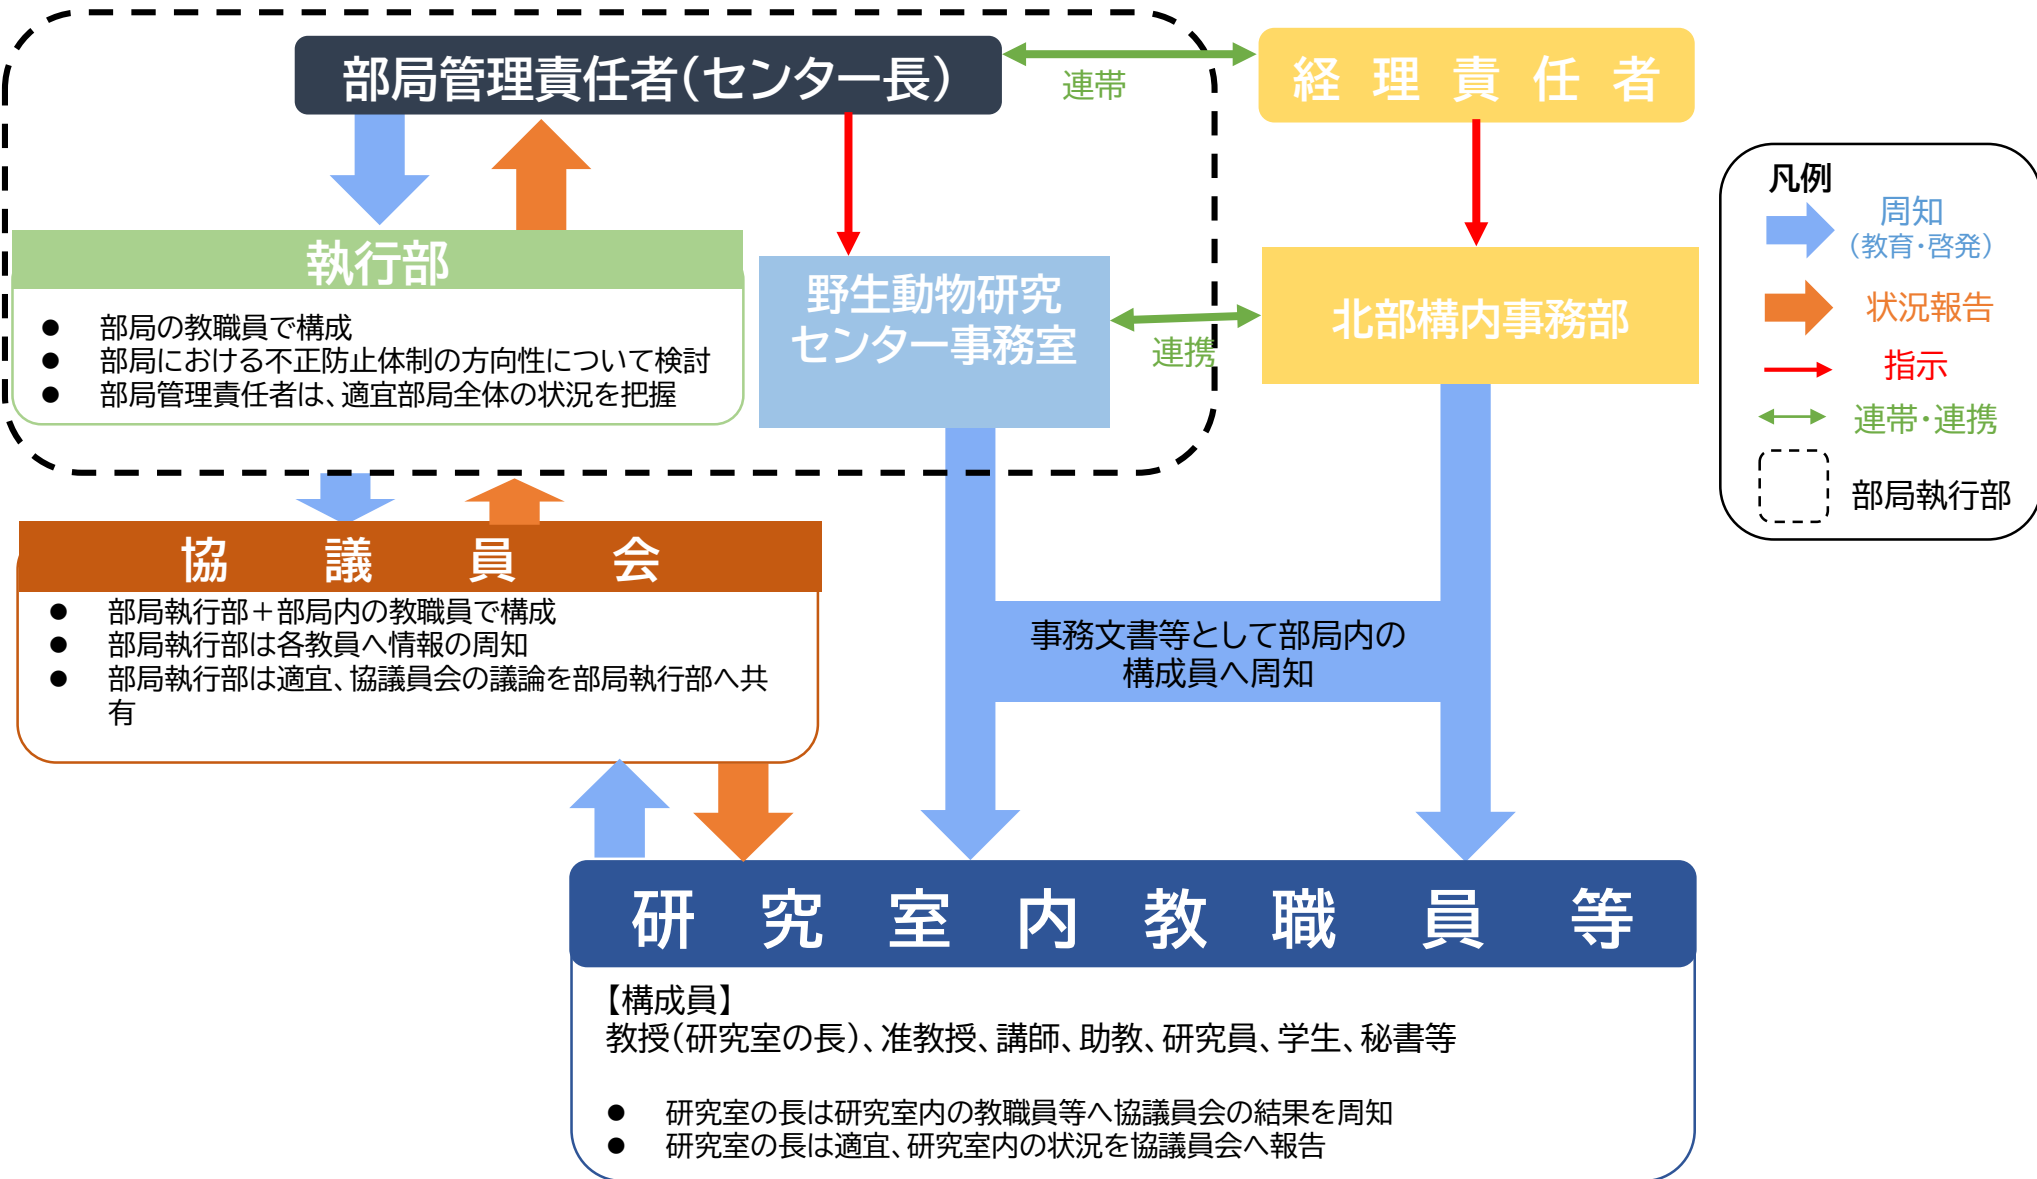 部局管理責任者（センター長）
連帯
経理責任者
執行部
● 部局の教職員で構成
● 部局における不正防止体制の方向性について検討
● 部局管理責任者は、適宜部局全体の状況を把握
野生動物研究
センター事務室
連携
北部構内事務部
凡例
周知
（教育・啓発）
状況報告
指示
連帯・連携
部局執行部
協議員会
● 部局執行部＋部局内の教職員で構成
● 部局執行部は各教員へ情報の周知
● 部局執行部は適宜、協議員会の議論を部局執行部へ共
有
事務文書等として部局内の
構成員へ周知
研究室内教職員等
【構成員】
教授（研究室の長）、准教授、講師、助教、研究員、学生、秘書等
● 研究室の長は研究室内の教職員等へ協議員会の結果を周知
● 研究室の長は適宜、研究室内の状況を協議員会へ報告